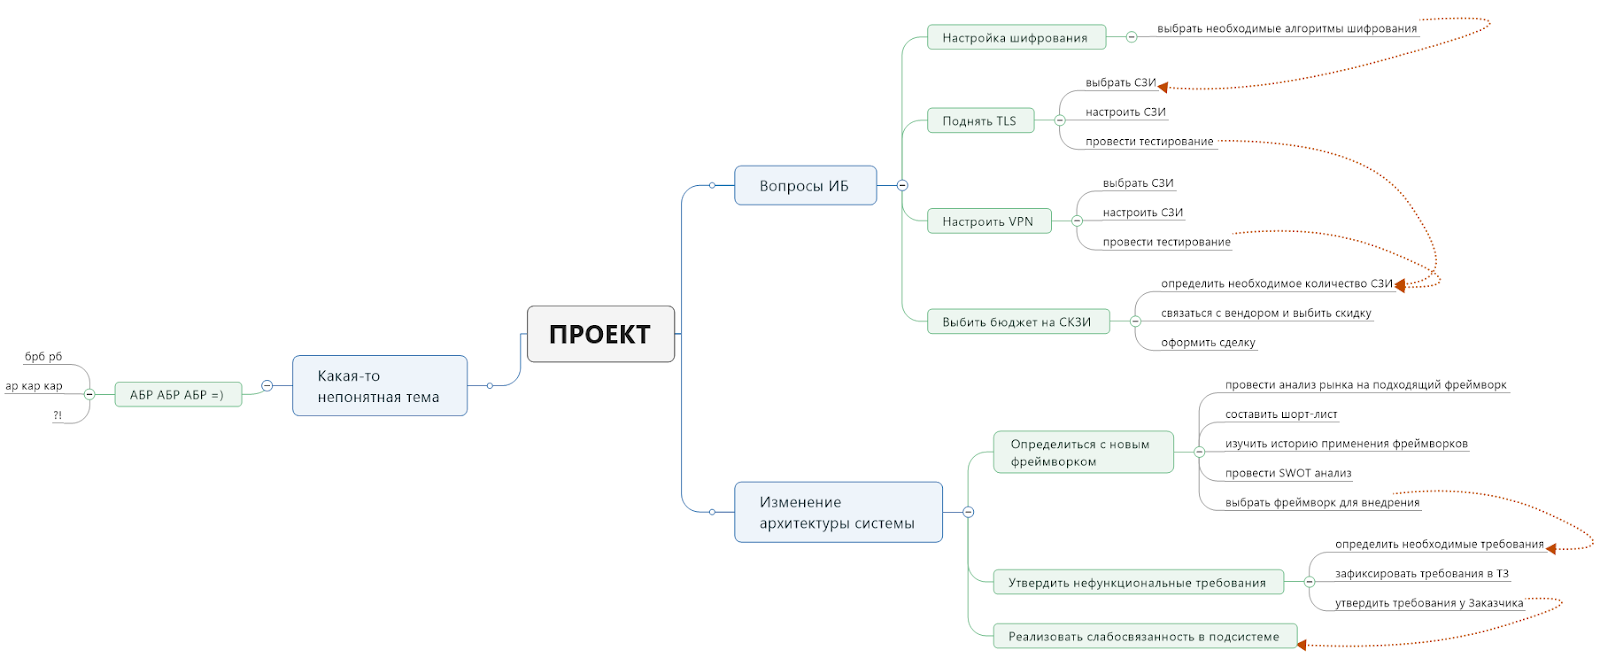 ПРОЕКТ
Вопросы ИБ
Настройка шифрования
выбрать необходимые алгоритмы шифрования
Поднять TLS
выбрать СЗИ
настроить СЗИ
провести тестирование
Настроить VPN
выбрать СЗИ
настроить СЗИ
провести тестирование
Выбить бюджет на СКЗИ
определить необходимое количество СЗИ
связаться с вендором и выбить скидку
оформить сделку
Изменение
архитектуры системы
Определиться с новым
фреймворком
провести анализ рынка на подходящий фреймворк
составить шорт-лист
изучить историю применения фреймворков
провести SWOT анализ
выбрать фреймворк для внедрения
Утвердить нефункциональные требования
определить необходимые требования
зафиксировать требования в ТЗ
утвердить требования у Заказчика
Реализовать слабосвязанность в подсистеме
Какая-то
непонятная тема
АБР АБР АБР =)
брб рб
ар кар кар
?!